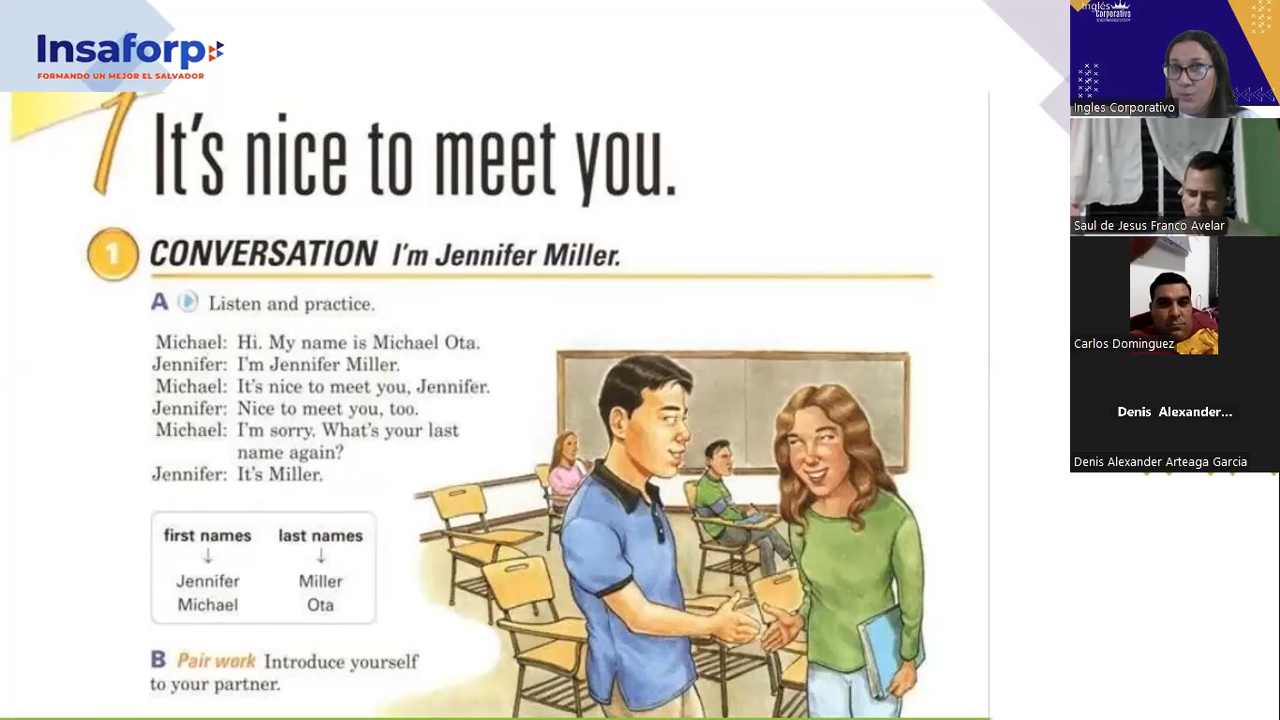 Insaforp
FORMANDO UN MEJOR EL SALVADOR
1 It's nice to meet you.
1 CONVERSATION I'm Jennifer Miller.
A Listen and practice.
Michael: Hi. My name is Michael Ota.
Jennifer: I'm Jennifer Miller.
Michael: It's nice to meet you, Jennifer.
Jennifer: Nice to meet you, too.
Michael: I'm sorry. What's your last
name again?
Jennifer: It's Miller.
first names last names
Jennifer Miller
Michael Ota
B Pair work Introduce yourself
to your partner.
Inglés
Corporativo
Ingles Corporativo
Saul de Jesus Franco Avelar
Carlos Dominguez
Denis Alexander...
Denis Alexander Arteaga Garcia